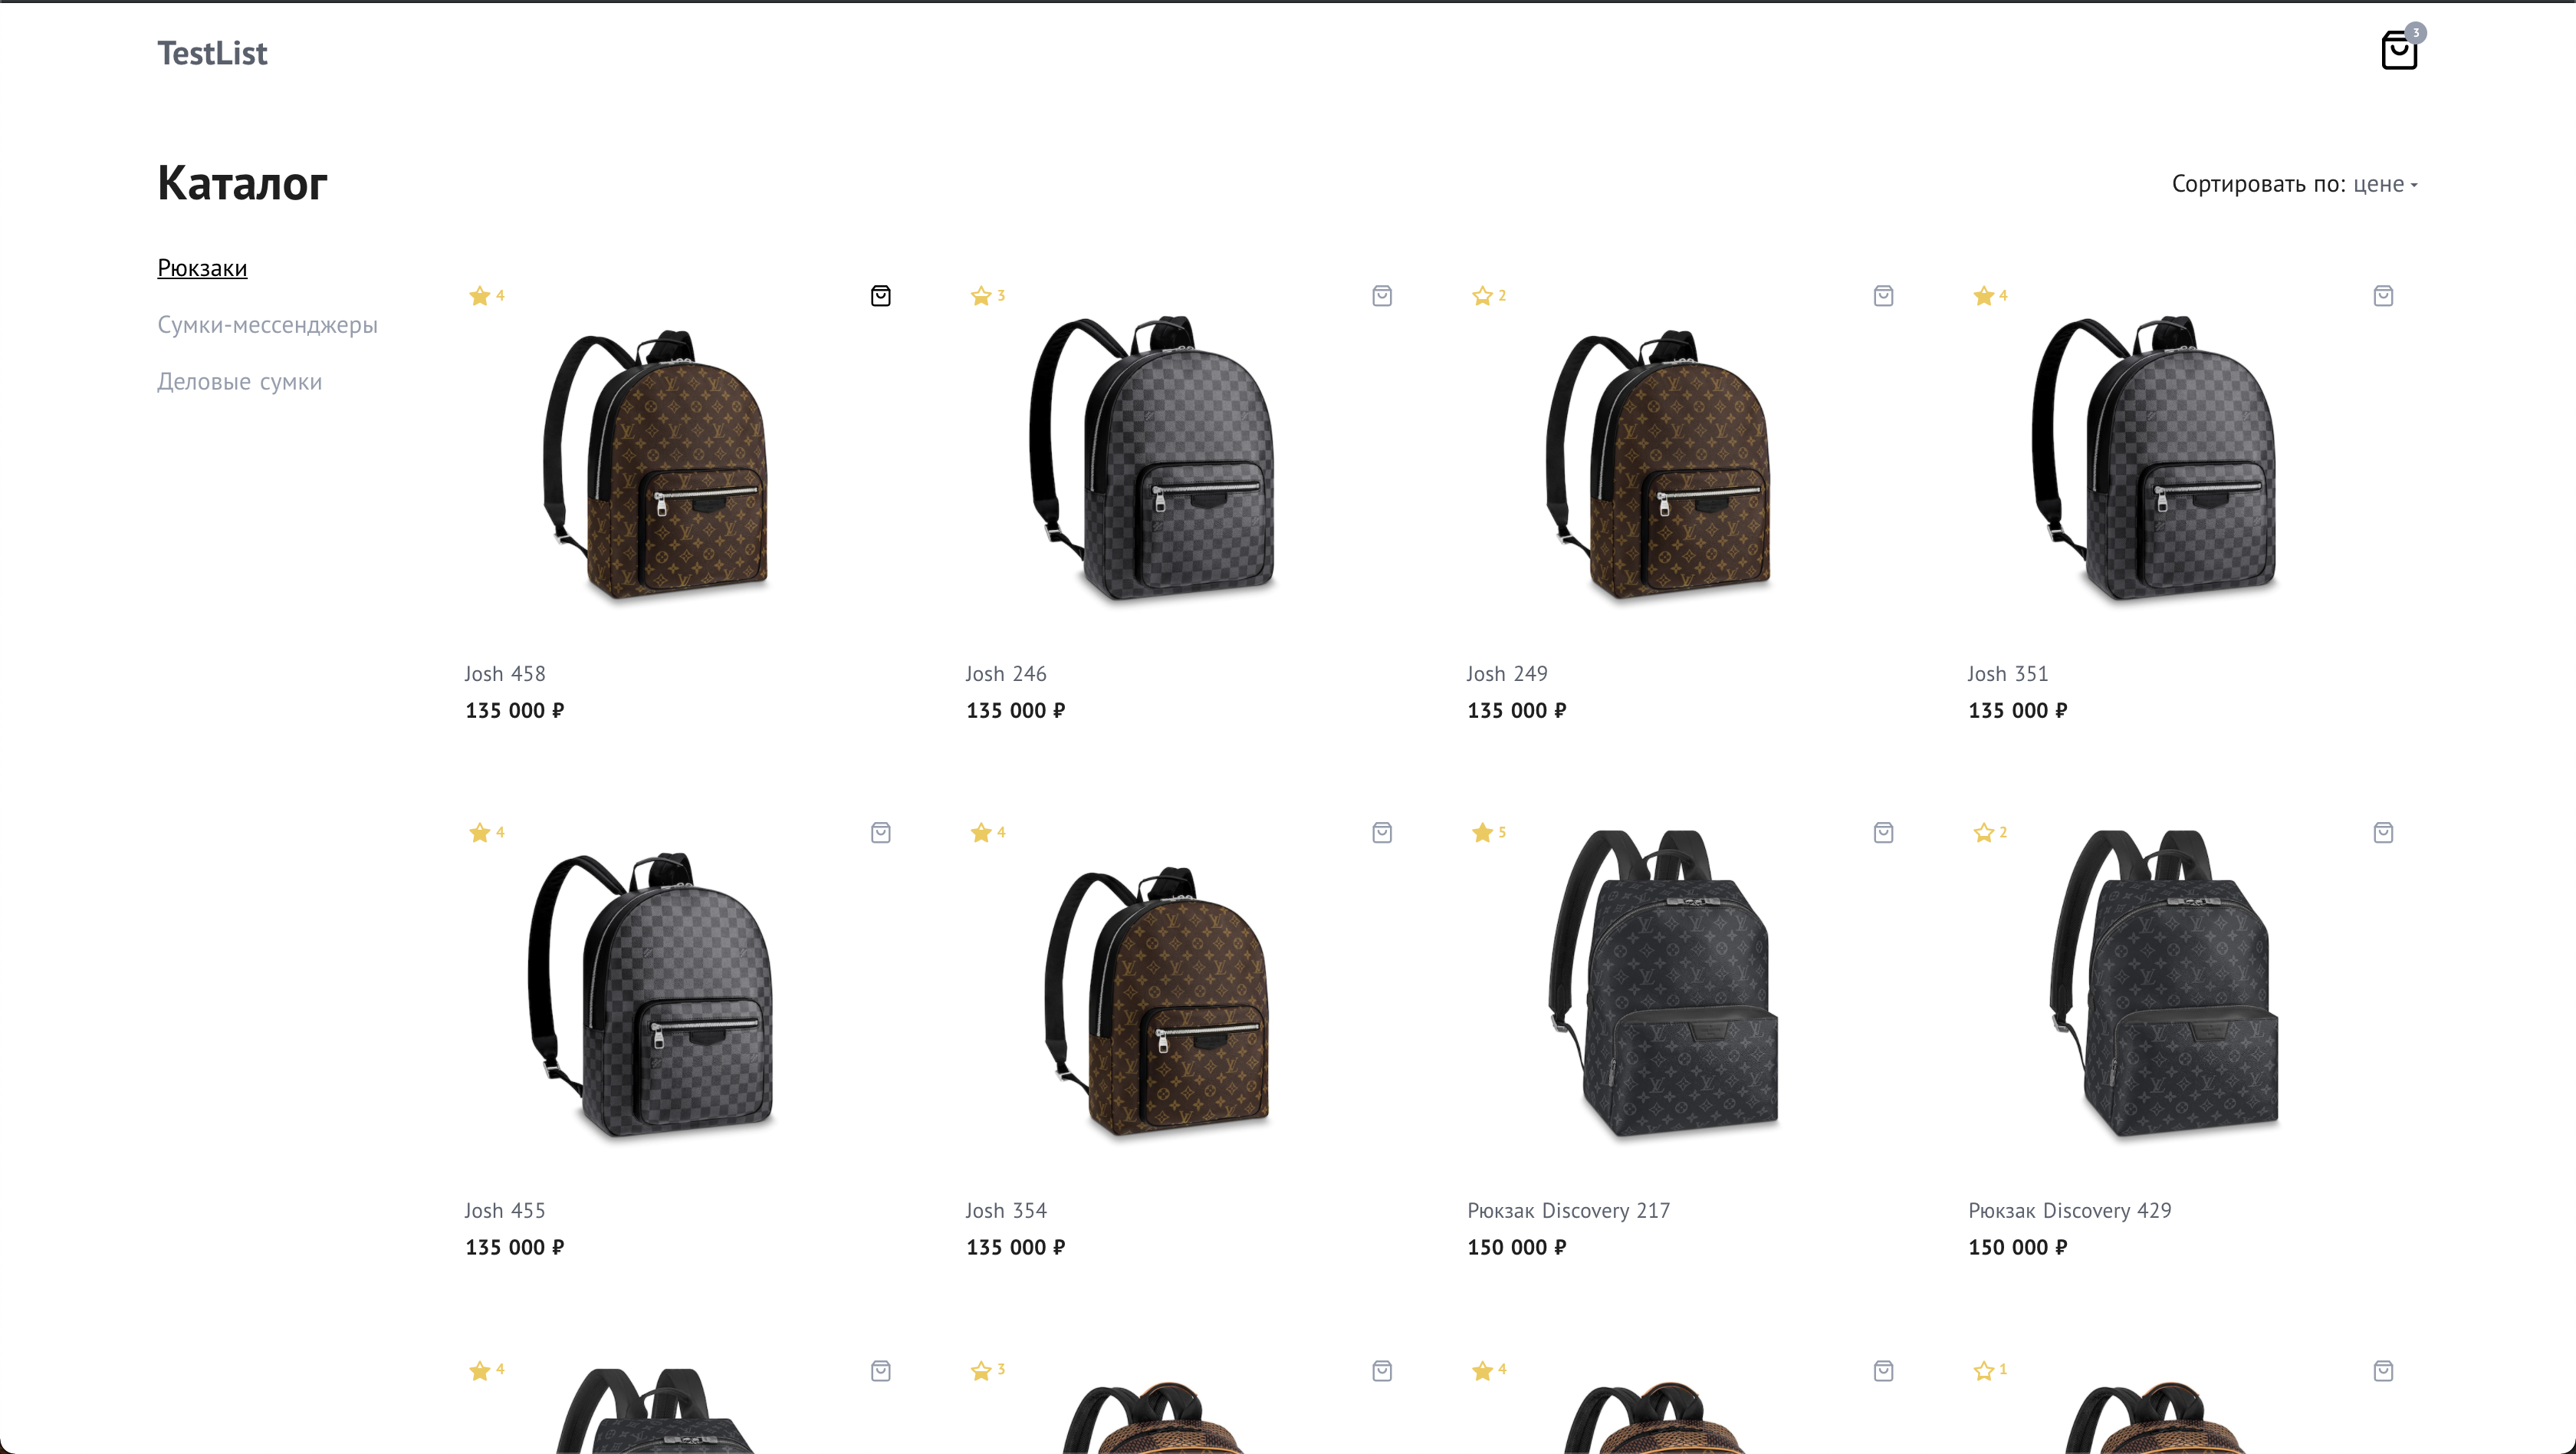 TestList
3
Каталог
Сортировать по: цене
Рюкзаки
Сумки-мессенджеры
Деловые сумки
4
3
2
4
Josh 458
Josh 246
Josh 249
Josh 351
135 000 ₽
135 000 ₽
135 000 ₽
135 000 ₽
4
4
5
2
Josh 455
Josh 354
Рюкзак Discovery 217
Рюкзак Discovery 429
135 000 ₽
135 000 ₽
150 000 ₽
150 000 ₽
4
3
4
1